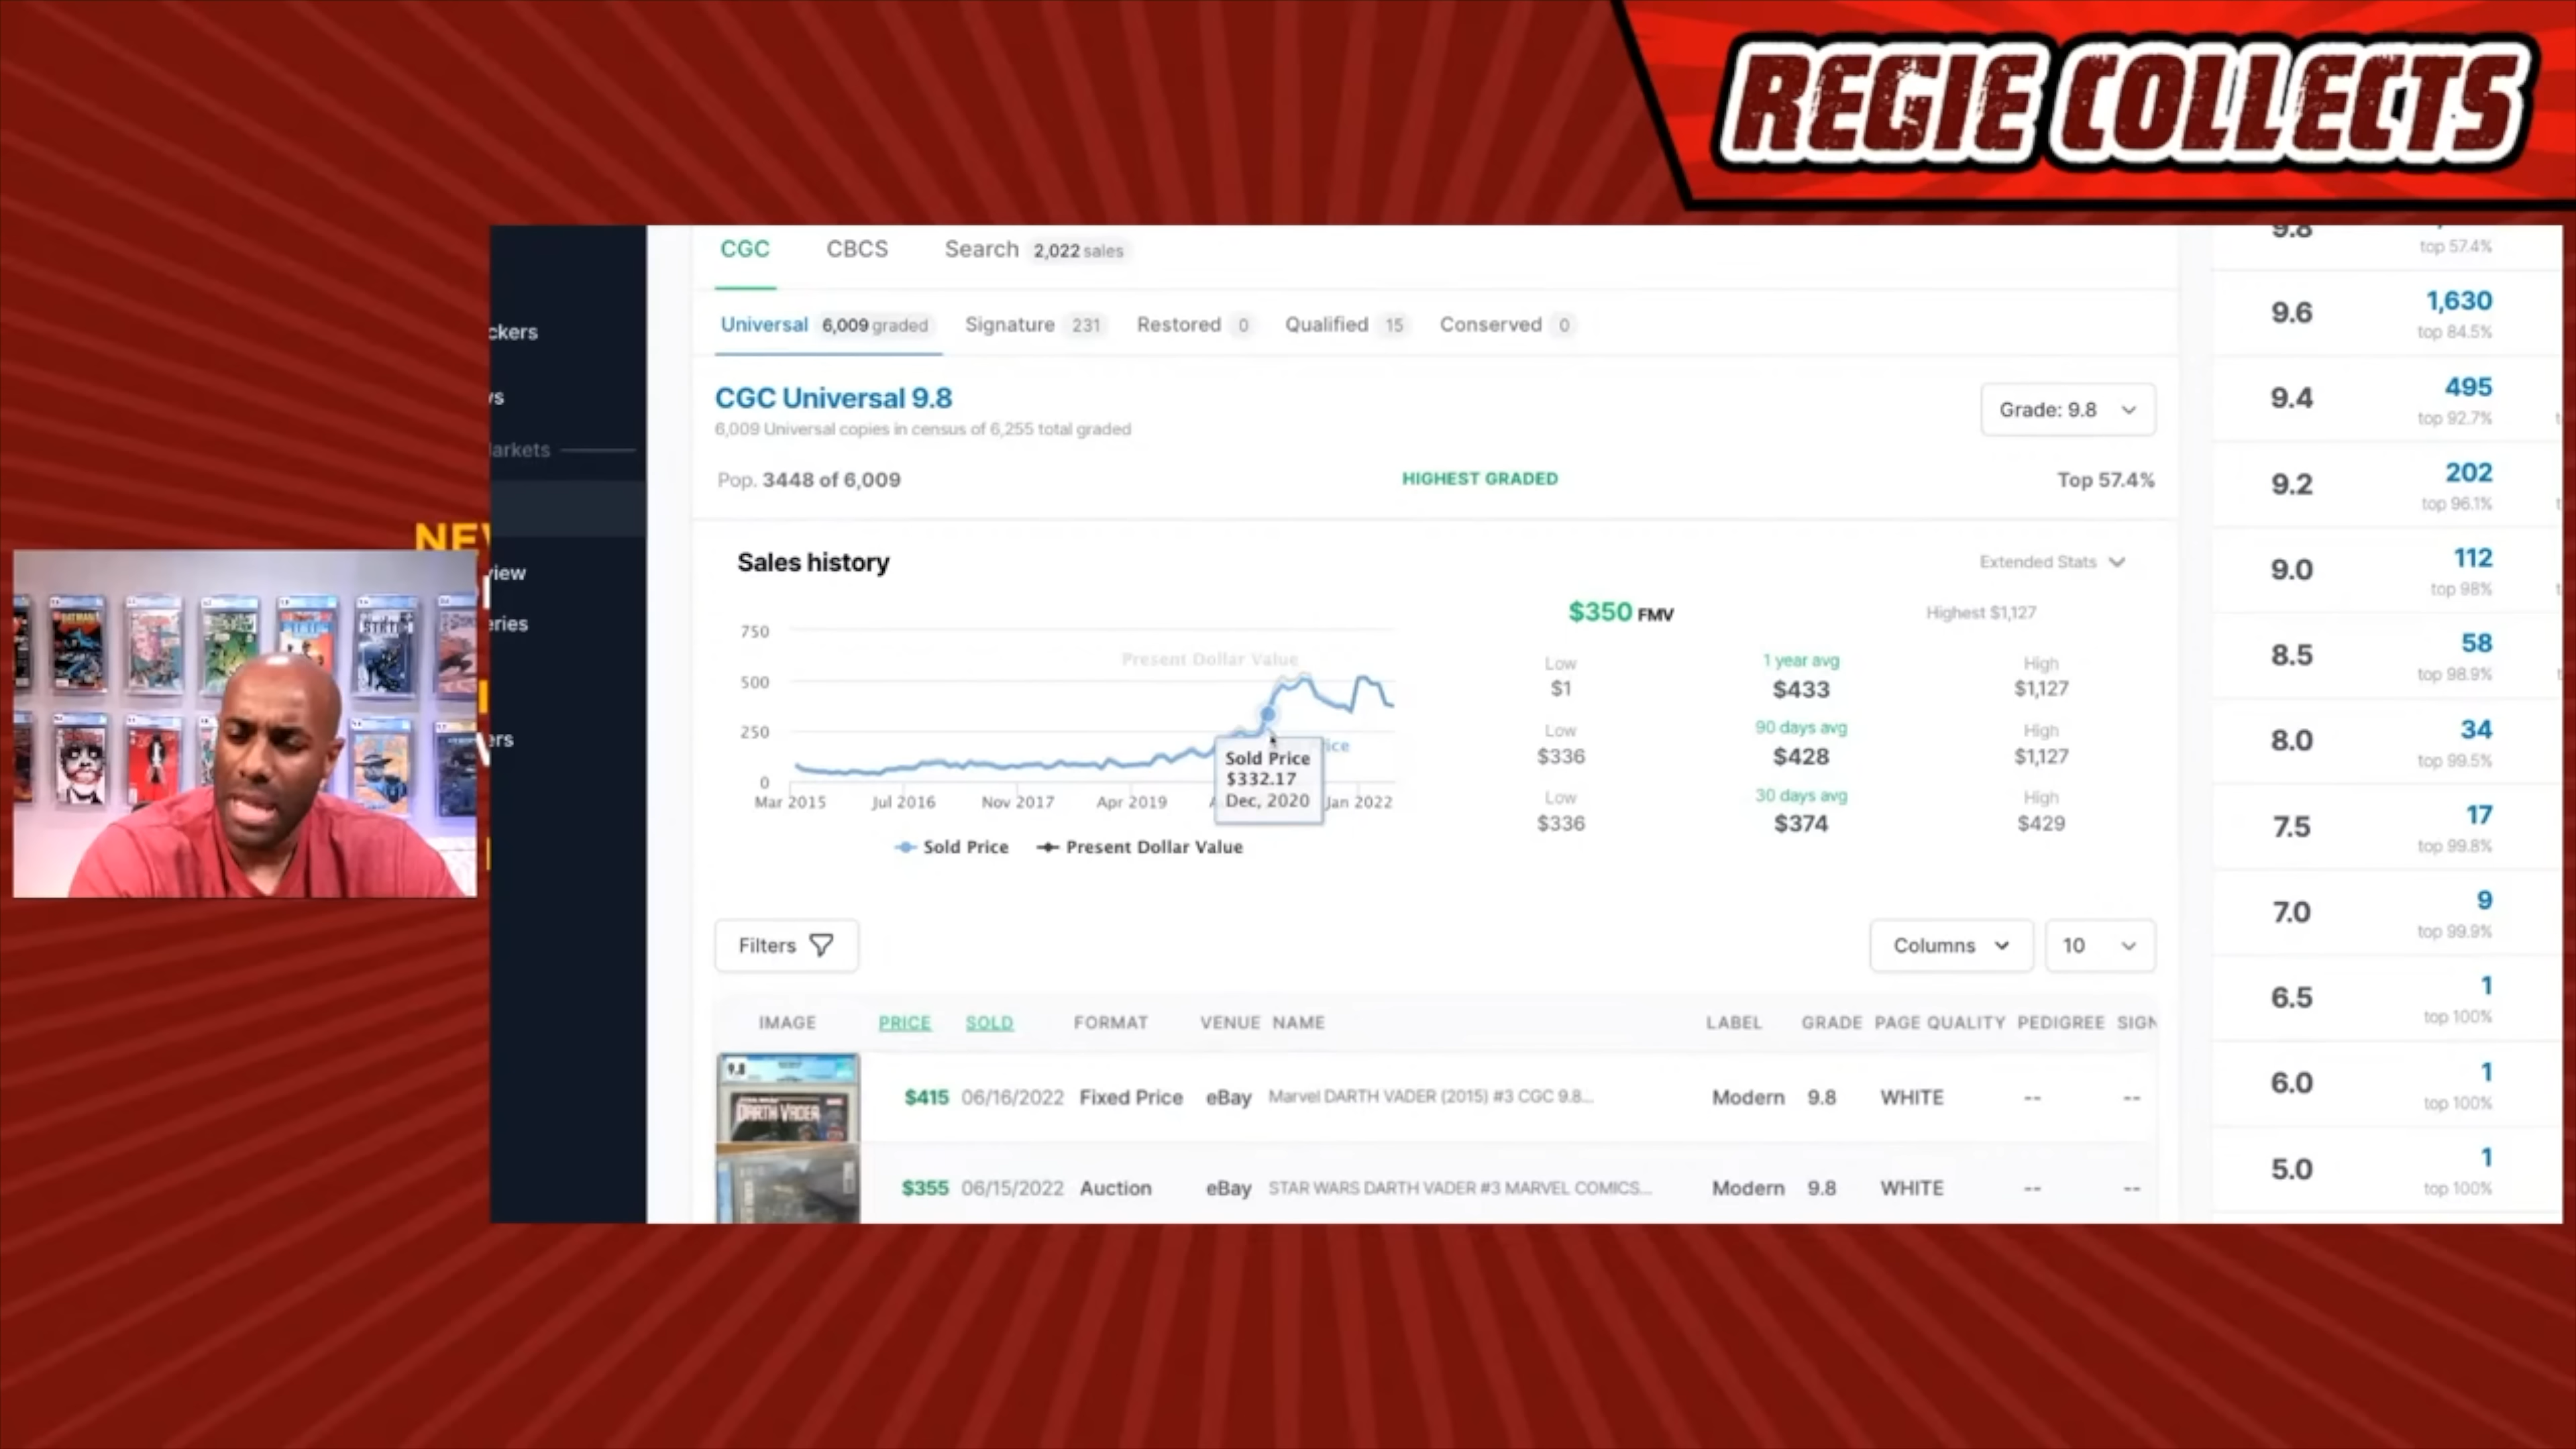 REGIE COLLECTS
CGC CBCS Search 2,022 sales
Universal 6,009 graded Signature 231 Restored 0 Qualified 15 Conserved 0
CGC Universal 9.8
6,009 Universal copies in census of 6,255 total graded
Grade: 9.8
Pop. 3448 of 6,009 HIGHEST GRADED Top 57.4%
Sales history
Extended Stats
$350 FMV Highest $1,127
Low 1 year avg High
$1 $433 $1,127
Low 90 days avg High
$336 $428 $1,127
Low 30 days avg High
$336 $374 $429
750
500
250
0
Present Dollar Value
Sold Price
$332.17
Dec, 2020
Mar 2015 Jul 2016 Nov 2017 Apr 2019 Jan 2022
Sold Price Present Dollar Value
Filters
Columns 10
IMAGE PRICE SOLD FORMAT VENUE NAME LABEL GRADE PAGE QUALITY PEDIGREE SIGN
9.8
DARTH VADER
$415 06/16/2022 Fixed Price eBay Marvel DARTH VADER (2015) #3 CGC 9.8... Modern 9.8 WHITE -- --
$355 06/15/2022 Auction eBay STAR WARS DARTH VADER #3 MARVEL COMICS... Modern 9.8 WHITE -- --
9.8
top 57.4%
9.6 1,630
top 84.5%
9.4 495
top 92.7%
9.2 202
top 96.1%
9.0 112
top 98%
8.5 58
top 98.9%
8.0 34
top 99.5%
7.5 17
top 99.8%
7.0 9
top 99.9%
6.5 1
top 100%
6.0 1
top 100%
5.0 1
top 100%
ckers
ws
arkets
view
eries
ers
NEW
BATMAN